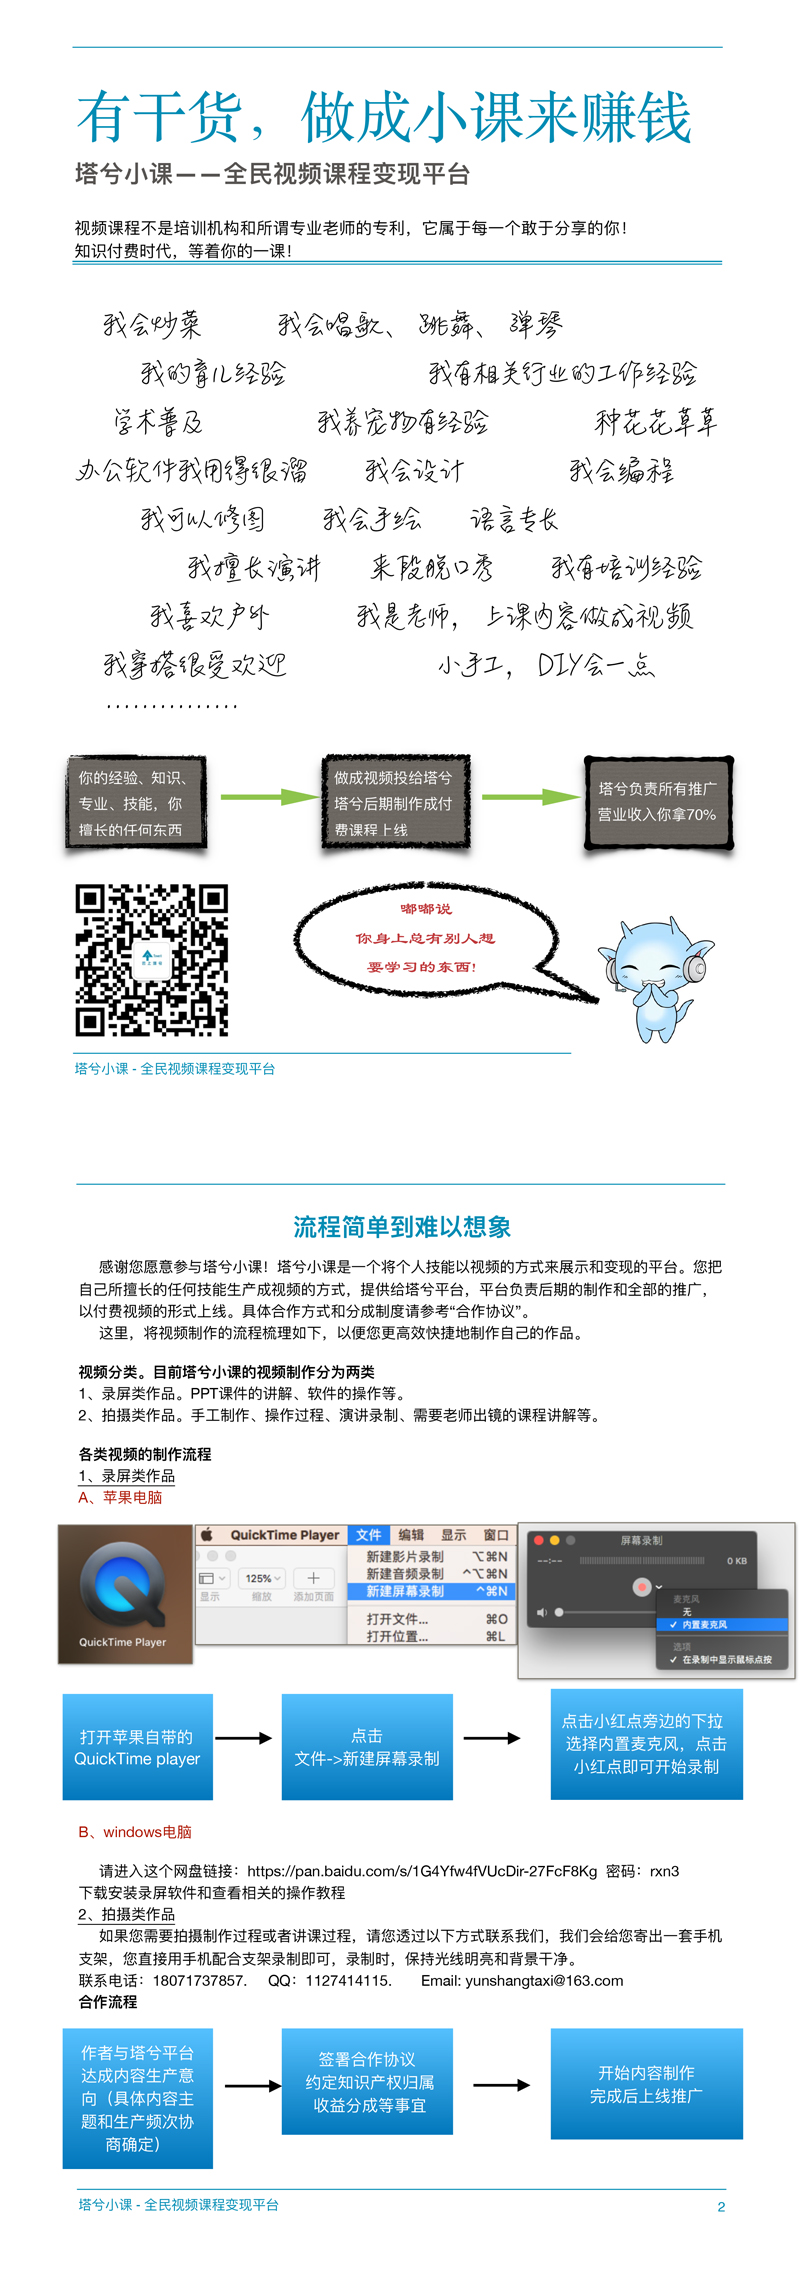 有干货，做成小课来赚钱
塔兮小课——全民视频课程变现平台
视频课程不是培训机构和所谓专业老师的专利，它属于每一个敢于分享的你！
知识付费时代，等着你的一课！
我会炒菜 我会唱歌、 跳舞、 弹琴
我的育儿经验 我有相关行业的工作经验
学术普及 我养宠物有经验 种花花草草
办公软件我用得很溜 我会设计 我会编程
我可以修图 我会手绘 语言专长
我擅长演讲 来段脱口秀 我有培训经验
我喜欢户外 我是老师， 上课内容做成视频
我穿搭很受欢迎 小手工， DIY会一点
...............
你的经验、知识、
专业、技能，你
擅长的任何东西
做成视频投给塔兮
塔兮后期制作成付
费课程上线
塔兮负责所有推广
营业收入你拿70%
嘟嘟说
你身上总有别人想
要学习的东西！
塔兮小课 - 全民视频课程变现平台
流程简单到难以想象
感谢您愿意参与塔兮小课！塔兮小课是一个将个人技能以视频的方式来展示和变现的平台。您把
自己所擅长的任何技能生产成视频的方式，提供给塔兮平台，平台负责后期的制作和全部的推广，
以付费视频的形式上线。具体合作方式和分成制度请参考“合作协议”。
这里，将视频制作的流程梳理如下，以便您更高效快捷地制作自己的作品。
视频分类。目前塔兮小课的视频制作分为两类
1、录屏类作品。PPT课件的讲解、软件的操作等。
2、拍摄类作品。手工制作、操作过程、演讲录制、需要老师出镜的课程讲解等。
各类视频的制作流程
1、录屏类作品
A、苹果电脑
QuickTime Player
QuickTime Player 文件 编辑 显示 窗口
新建影片录制 ⌥⌘N
新建音频录制 ^⌥⌘N
新建屏幕录制 ^⌘N
打开文件... ⌘O
打开位置... ⌘L
125%
显示 缩放 添加页面
屏幕录制
--:-- 0 KB
麦克风
无
✓ 内置麦克风
选项
✓ 在录制中显示鼠标点按
打开苹果自带的
QuickTime player
点击
文件->新建屏幕录制
点击小红点旁边的下拉
选择内置麦克风，点击
小红点即可开始录制
B、windows电脑
请进入这个网盘链接：https://pan.baidu.com/s/1G4Yfw4fVUcDir-27FcF8Kg 密码：rxn3
下载安装录屏软件和查看相关的操作教程
2、拍摄类作品
如果您需要拍摄制作过程或者讲课过程，请您透过以下方式联系我们，我们会给您寄出一套手机
支架，您直接用手机配合支架录制即可，录制时，保持光线明亮和背景干净。
联系电话：18071737857. QQ：1127414115. Email: yunshangtaxi@163.com
合作流程
作者与塔兮平台
达成内容生产意
向（具体内容主
题和生产频次协
商确定）
签署合作协议
约定知识产权归属
收益分成等事宜
开始内容制作
完成后上线推广
塔兮小课 - 全民视频课程变现平台
2